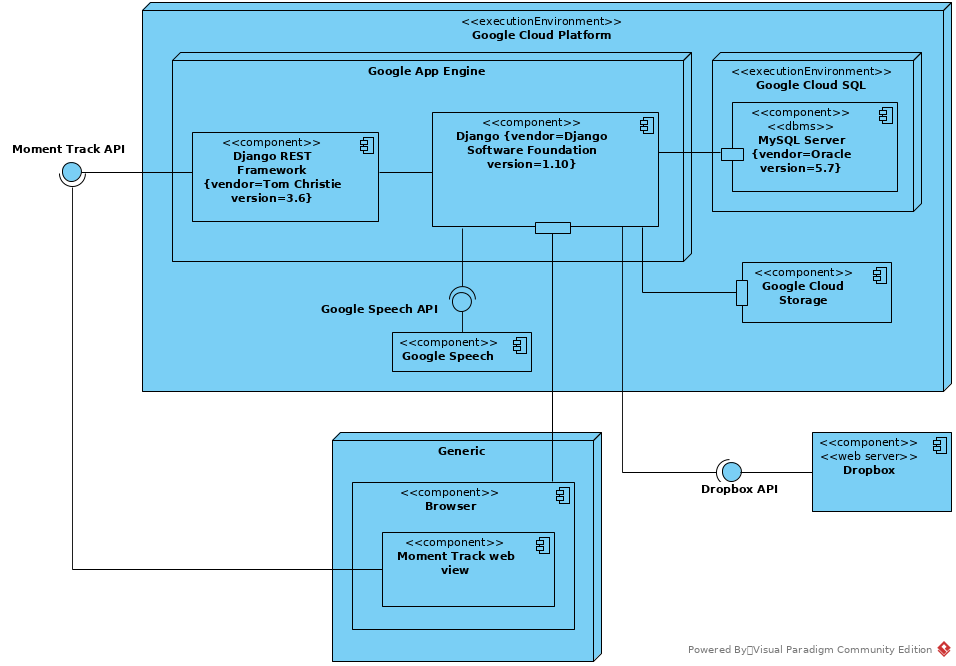 <<executionEnvironment>>
Google Cloud Platform
Google App Engine
<<executionEnvironment>>
Google Cloud SQL
<<component>>
<<dbms>>
MySQL Server
{vendor=Oracle
version=5.7}
<<component>>
Django {vendor=Django
Software Foundation
version=1.10}
<<component>>
Django REST
Framework
{vendor=Tom Christie
version=3.6}
Moment Track API
<<component>>
Google Cloud
Storage
Google Speech API
<<component>>
Google Speech
Generic
<<component>>
Browser
<<component>>
Moment Track web
view
<<component>>
<<web server>>
Dropbox
Dropbox API
Powered By Visual Paradigm Community Edition